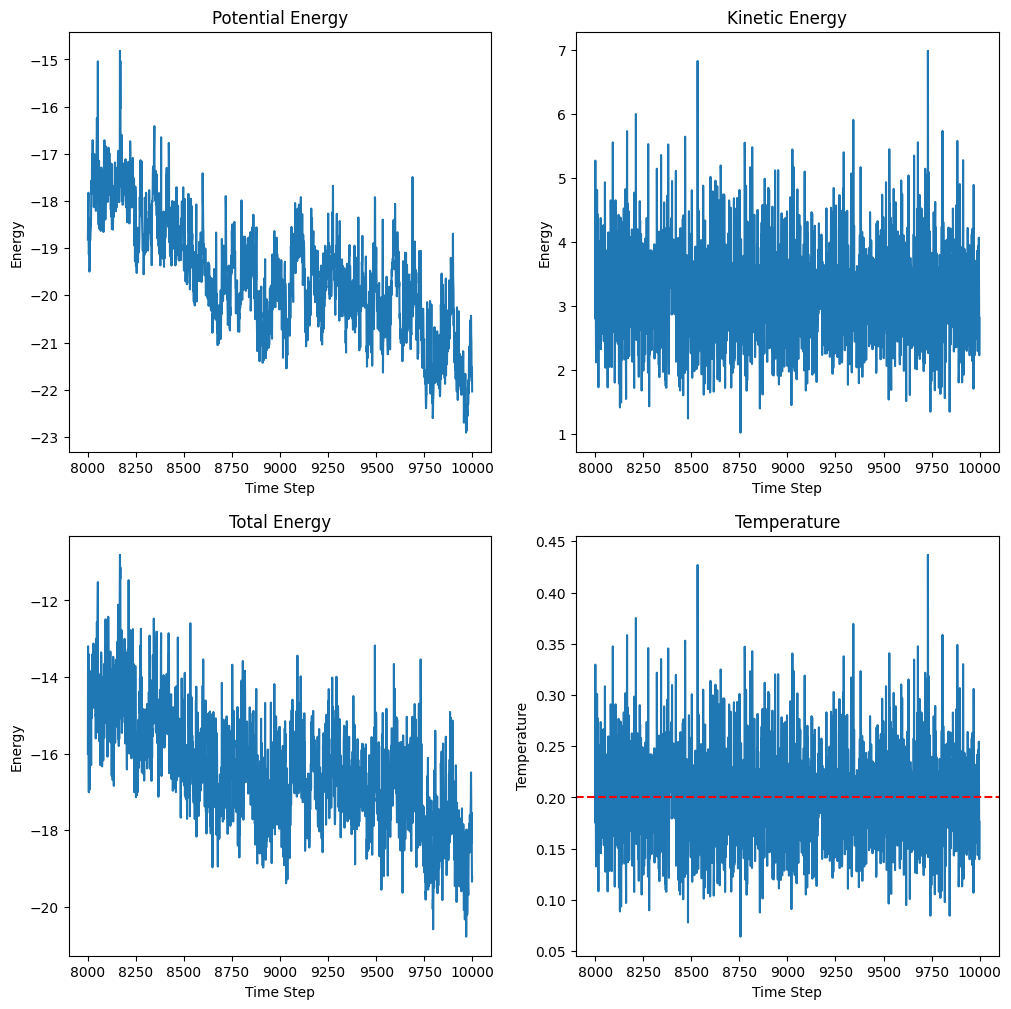 Potential Energy
Energy
−15
−16
−17
−18
−19
−20
−21
−22
−23
8000 8250 8500 8750 9000 9250 9500 9750 10000
Time Step
Kinetic Energy
Energy
7
6
5
4
3
2
1
8000 8250 8500 8750 9000 9250 9500 9750 10000
Time Step
Total Energy
Energy
−12
−14
−16
−18
−20
8000 8250 8500 8750 9000 9250 9500 9750 10000
Time Step
Temperature
Temperature
0.45
0.40
0.35
0.30
0.25
0.20
0.15
0.10
0.05
8000 8250 8500 8750 9000 9250 9500 9750 10000
Time Step